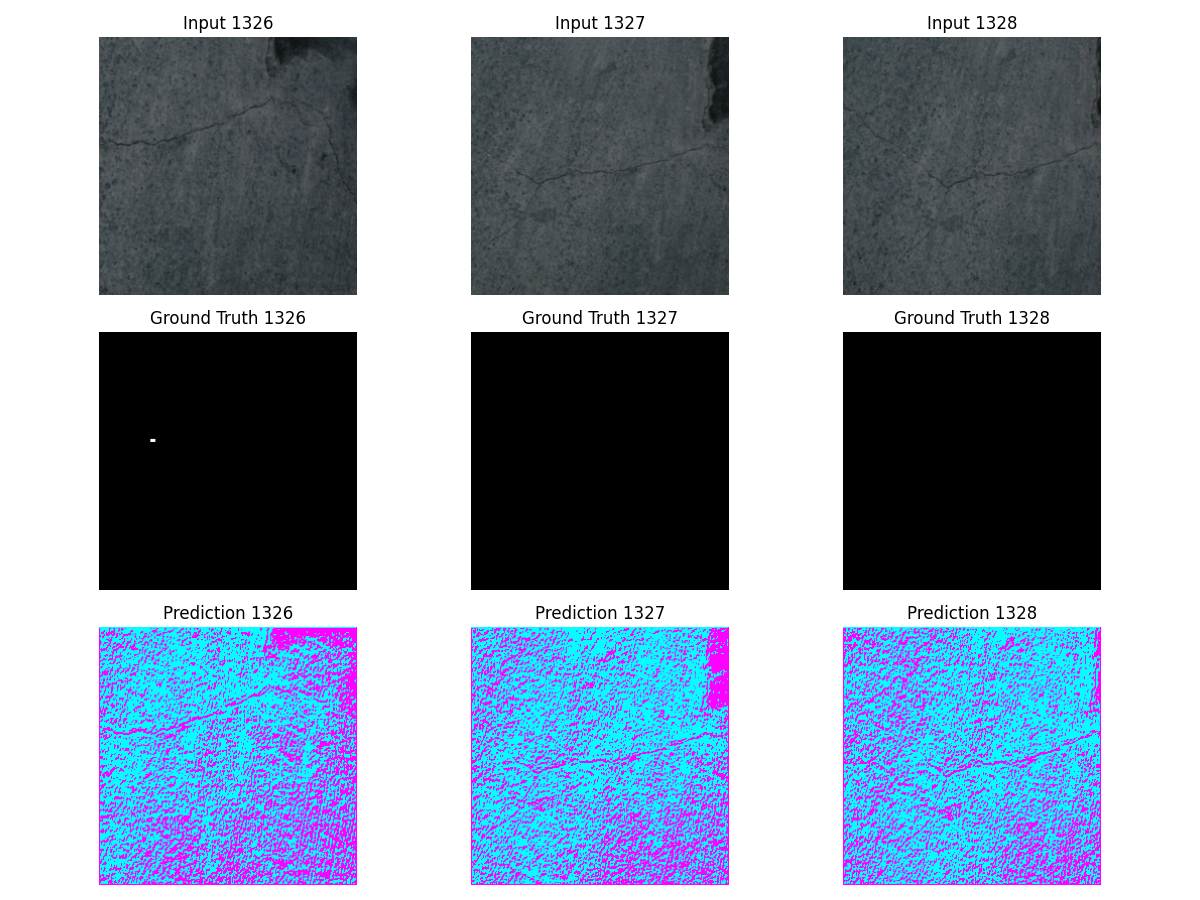 Input 1326
Input 1327
Input 1328
Ground Truth 1326
Ground Truth 1327
Ground Truth 1328
Prediction 1326
Prediction 1327
Prediction 1328